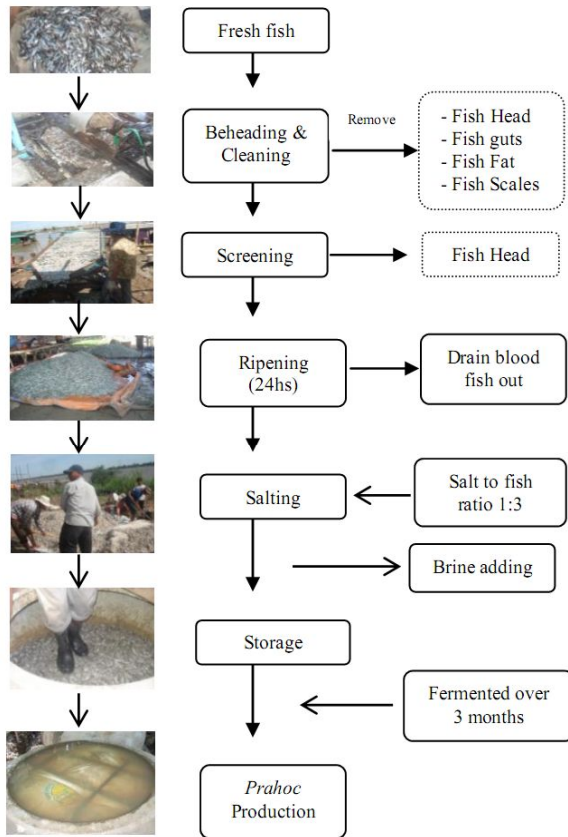 Fresh fish
Beheading &
Cleaning
Remove
- Fish Head
- Fish guts
- Fish Fat
- Fish Scales
Screening
Fish Head
Ripening
(24hs)
Drain blood
fish out
Salting
Salt to fish
ratio 1:3
Brine adding
Storage
Fermented over
3 months
Prahoc
Production